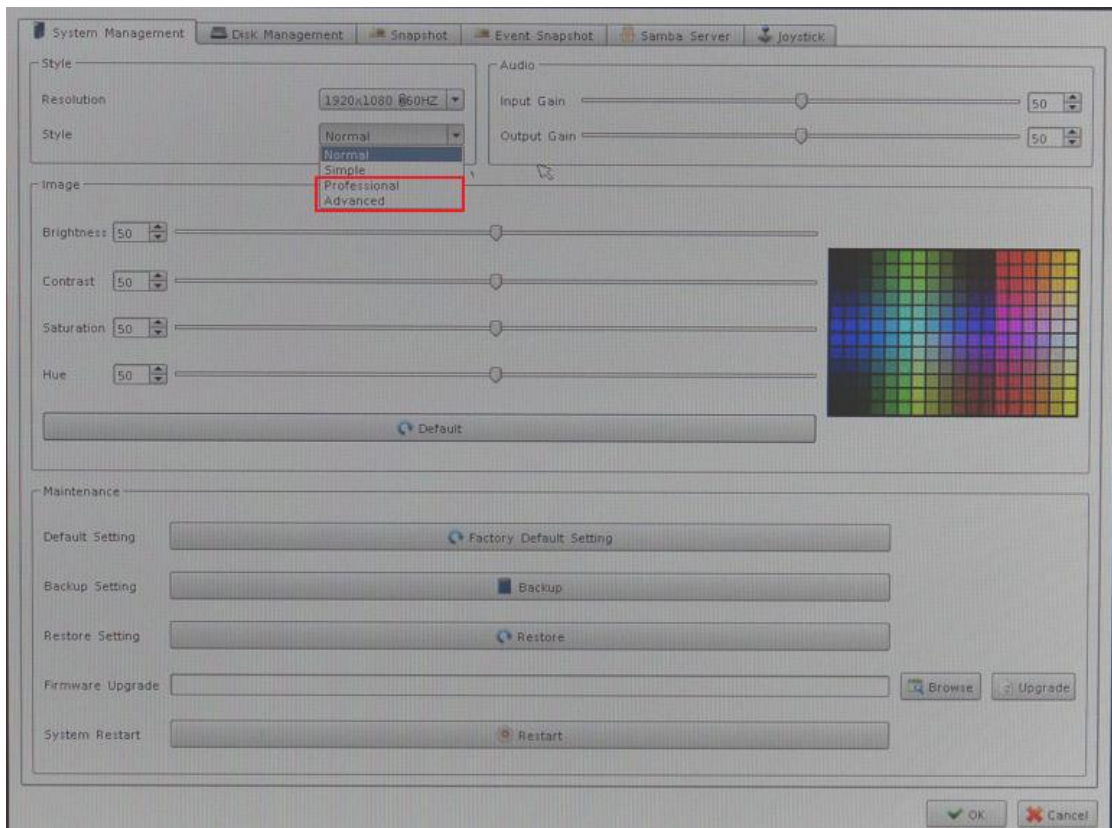 System Management
Disk Management
Snapshot
Event Snapshot
Samba Server
Joystick
Style
Resolution
1920x1080 @60HZ
Style
Normal
Normal
Simple
Professional
Advanced
Audio
Input Gain
50
Output Gain
50
Image
Brightness 50
Contrast 50
Saturation 50
Hue 50
Default
Maintenance
Default Setting
Factory Default Setting
Backup Setting
Backup
Restore Setting
Restore
Firmware Upgrade
Browse
Upgrade
System Restart
Restart
OK
Cancel